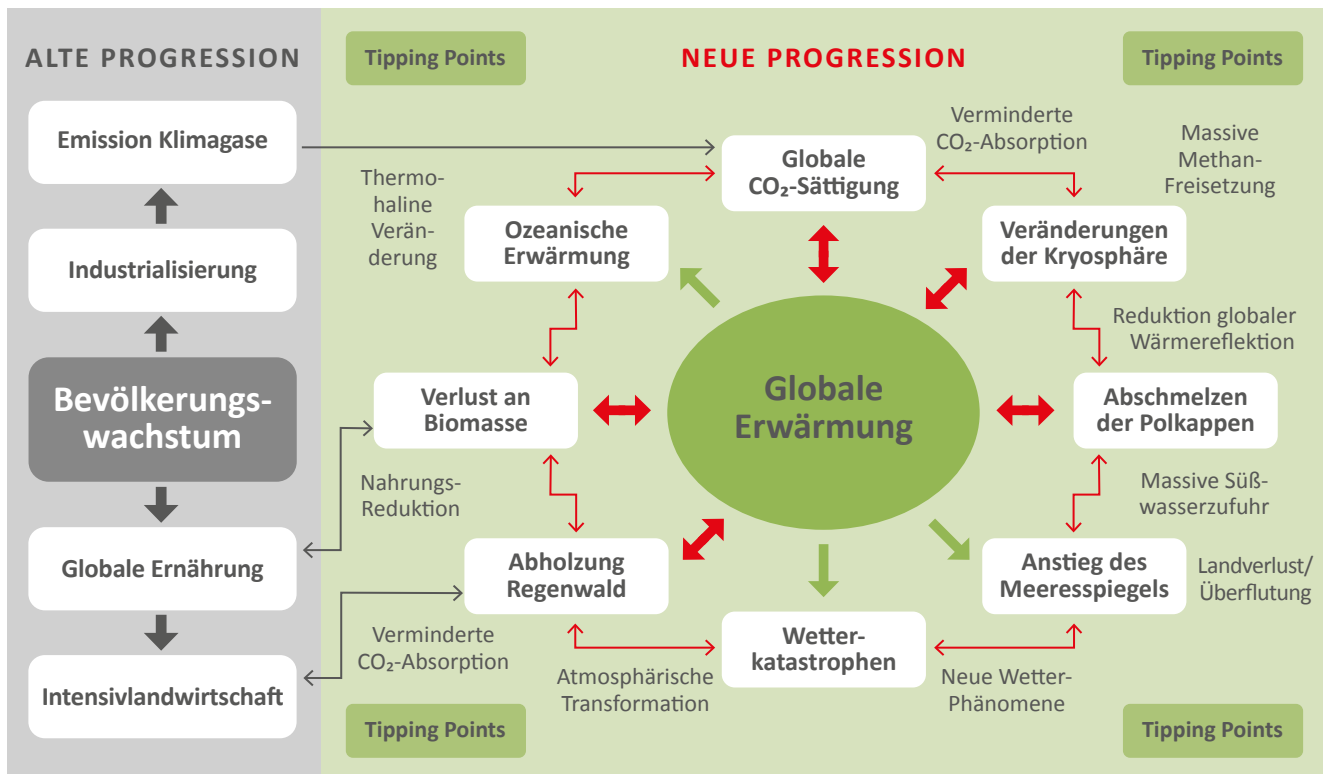 ALTE PROGRESSION
Emission Klimagase
Industrialisierung
Bevölkerungs-
wachstum
Globale Ernährung
Intensivlandwirtschaft
Tipping Points
NEUE PROGRESSION
Tipping Points
Verminderte
CO₂-Absorption
Massive
Methan-
Freisetzung
Globale
CO₂-Sättigung
Thermo-
haline
Verän-
derung
Ozeanische
Erwärmung
Veränderungen
der Kryosphäre
Reduktion globaler
Wärmereflektion
Verlust an
Biomasse
Globale
Erwärmung
Abschmelzen
der Polkappen
Nahrungs-
Reduktion
Massive Süß-
wasserzufuhr
Abholzung
Regenwald
Anstieg des
Meeresspiegels
Landverlust/
Überflutung
Verminderte
CO₂-Absorption
Wetter-
katastrophen
Atmosphärische
Transformation
Neue Wetter-
Phänomene
Tipping Points
Tipping Points